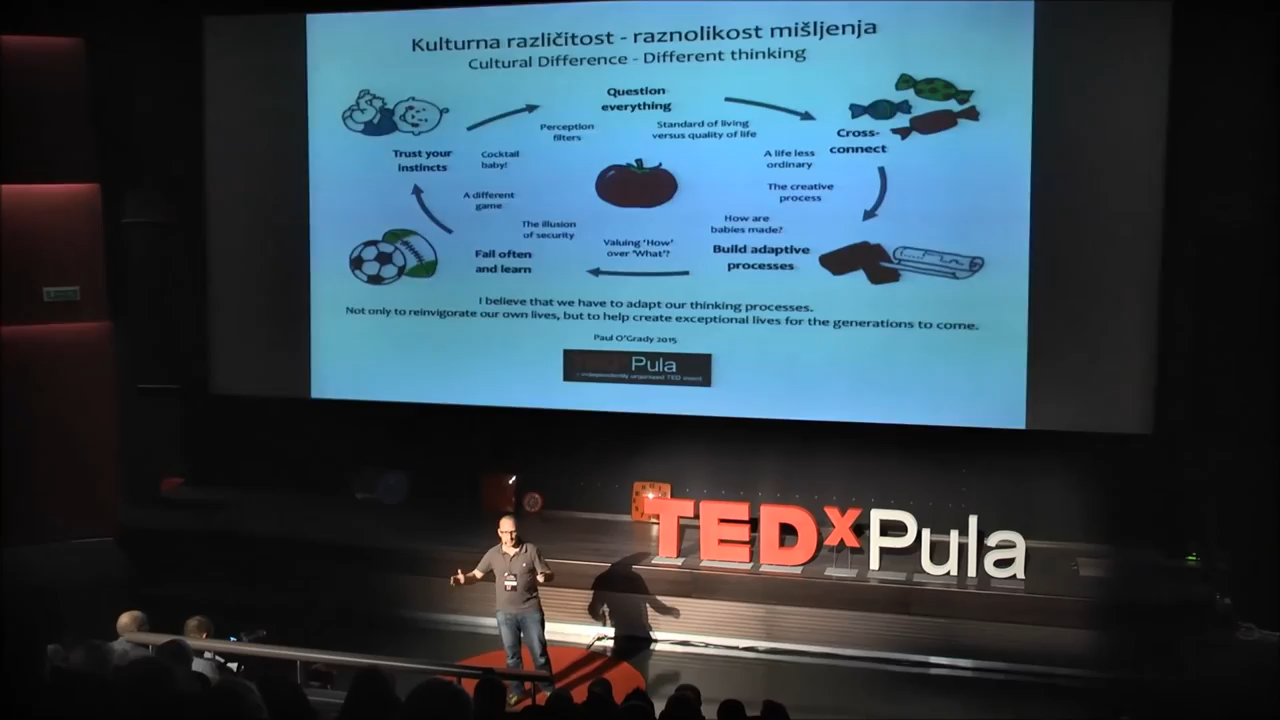 Kulturna različitost - raznolikost mišljenja
Cultural Difference - Different thinking
Question
everything
Perception
filters
Standard of living
versus quality of life
Cross-
connect
Trust your
instincts
Cocktail
baby!
A life less
ordinary
A different
game
The creative
process
The illusion
of security
How are
babies made?
Fail often
and learn
Valuing 'How'
over 'What'?
Build adaptive
processes
I believe that we have to adapt our thinking processes.
Not only to reinvigorate our own lives, but to help create exceptional lives for the generations to come.
Paul O'Grady 2015
Pula
independently organized TED event
TEDxPula